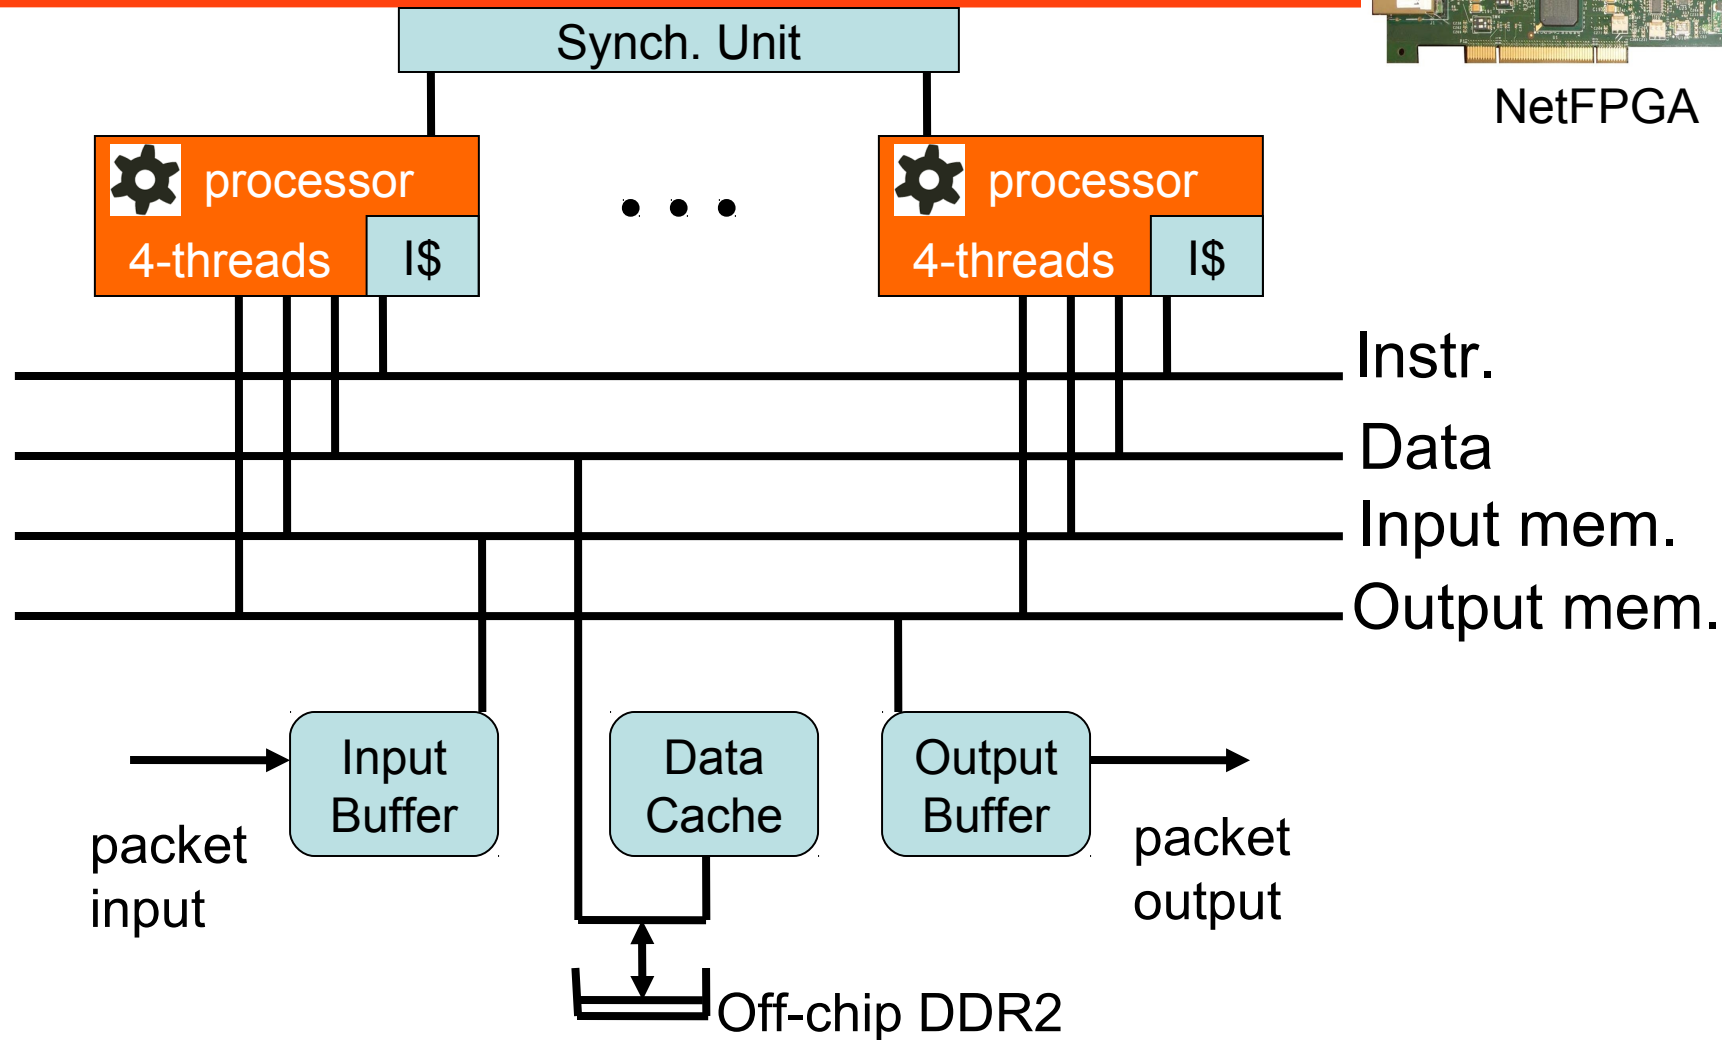 Synch. Unit
NetFPGA
processor
4-threads
I$
processor
4-threads
I$
Instr.
Data
Input mem.
Output mem.
Input
Buffer
Data
Cache
Output
Buffer
packet
input
packet
output
Off-chip DDR2